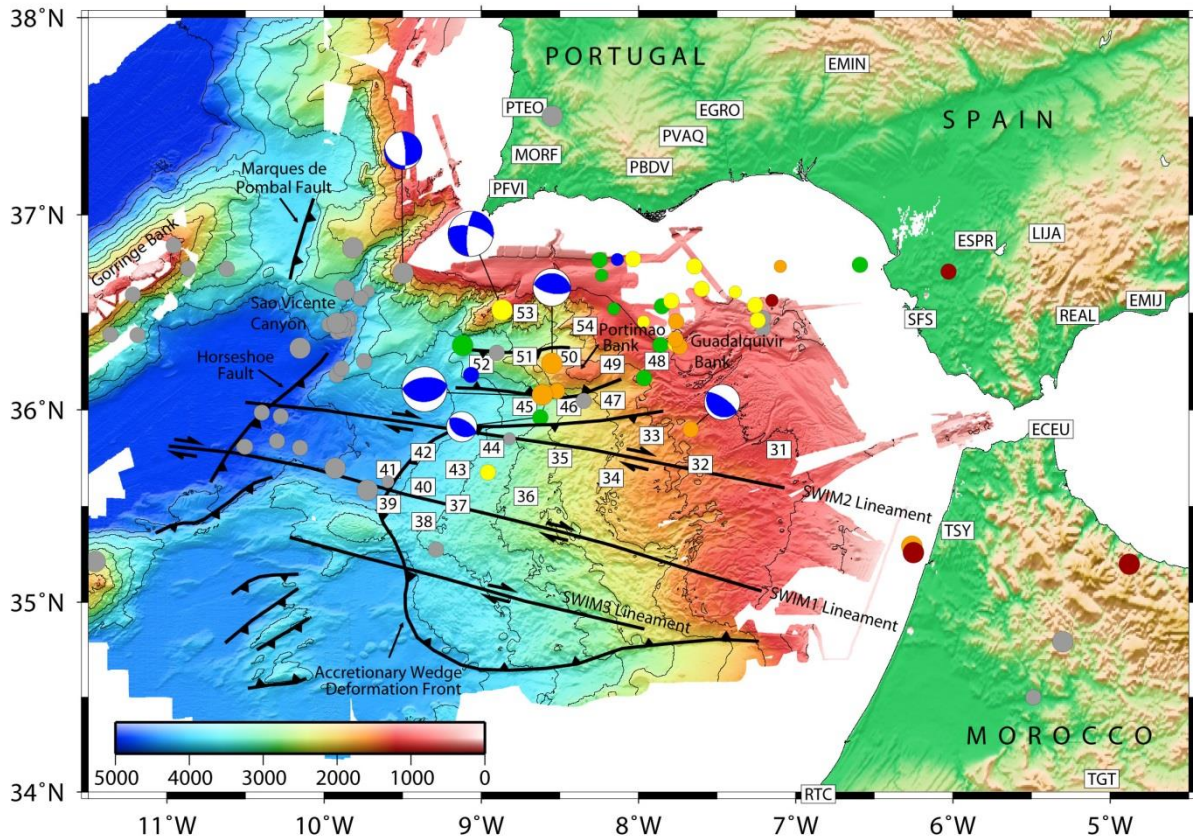 38°N
37°N
36°N
35°N
34°N
PORTUGAL
EMIN
PTEO
EGRO
SPAIN
PVAQ
MORF
PBDV
PFVI
Marques de
Pombal Fault
Gorringe Bank
ESPR
LIJA
Sao Vicente
Canyon
EMIJ
REAL
SFS
53
54
Portimao
Bank
Guadalquivir
Bank
Horseshoe
Fault
52
51
50
49
48
45
46
47
ECEU
44
33
31
42
32
41
43
35
34
40
36
39
37
38
SWIM2 Lineament
TSY
SWIM1 Lineament
SWIM3 Lineament
Accretionary Wedge
Deformation Front
MOROCCO
TGT
RTC
5000 4000 3000 2000 1000 0
11°W 10°W 9°W 8°W 7°W 6°W 5°W